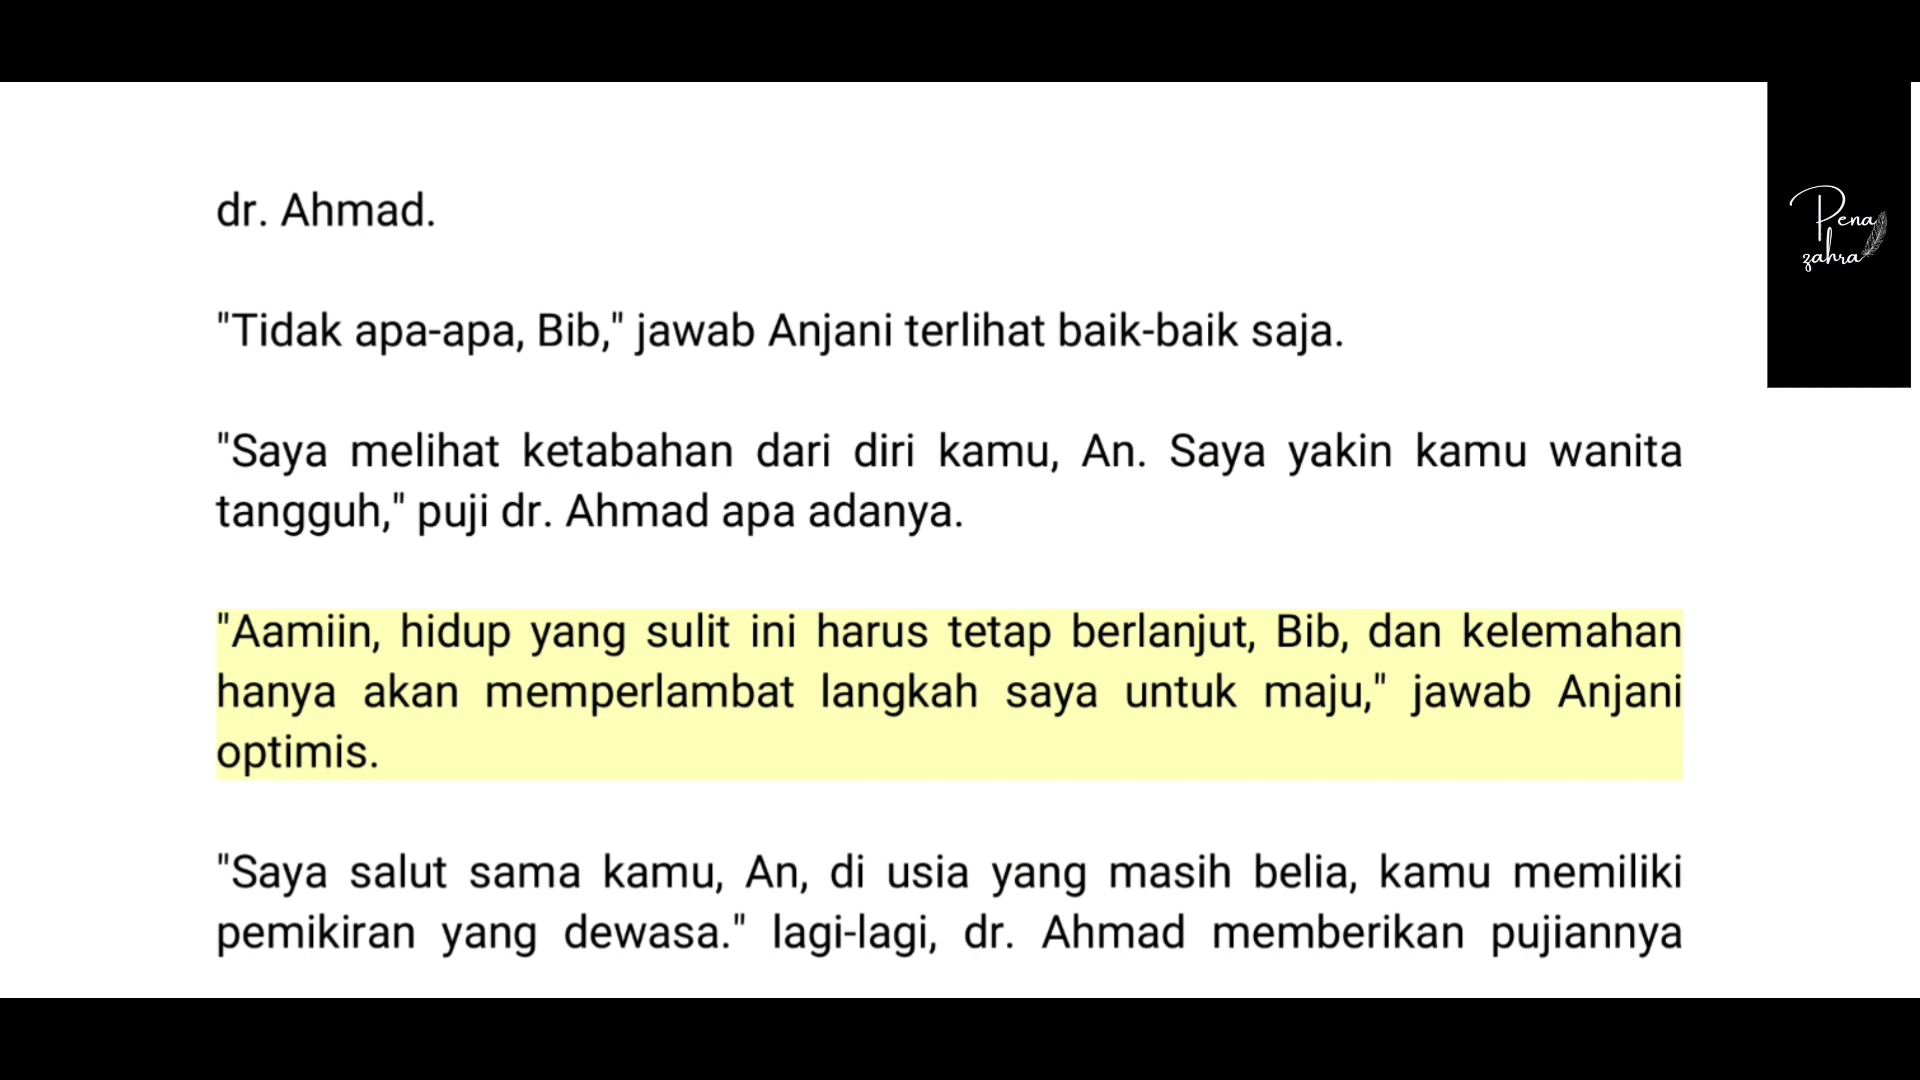 dr. Ahmad.
"Tidak apa-apa, Bib," jawab Anjani terlihat baik-baik saja.
"Saya melihat ketabahan dari diri kamu, An. Saya yakin kamu wanita
tangguh," puji dr. Ahmad apa adanya.
"Aamiin, hidup yang sulit ini harus tetap berlanjut, Bib, dan kelemahan
hanya akan memperlambat langkah saya untuk maju," jawab Anjani
optimis.
"Saya salut sama kamu, An, di usia yang masih belia, kamu memiliki
pemikiran yang dewasa." lagi-lagi, dr. Ahmad memberikan pujiannya
Pena
zahra